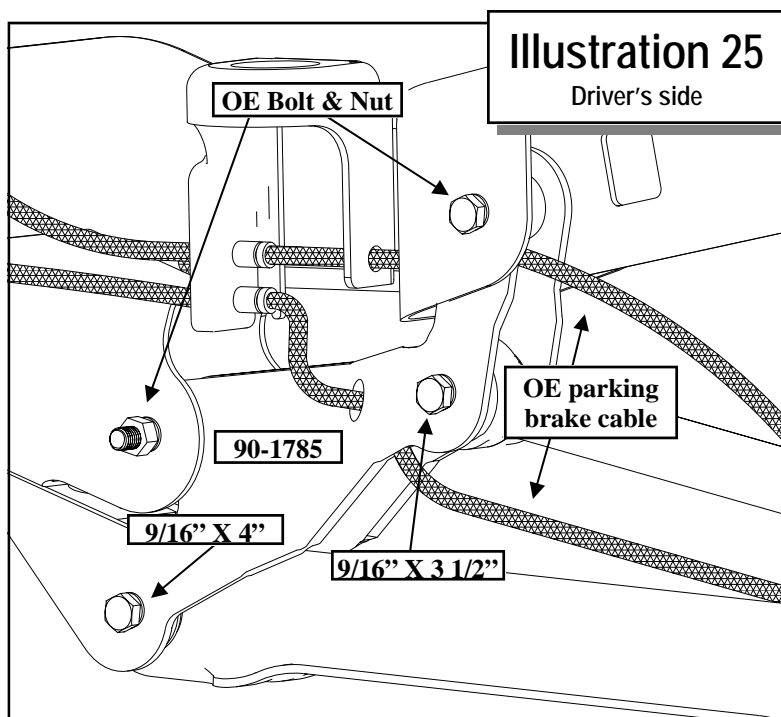 Illustration 25
Driver's side
OE Bolt & Nut
OE parking
brake cable
90-1785
9/16” X 4”
9/16” X 3 1/2”